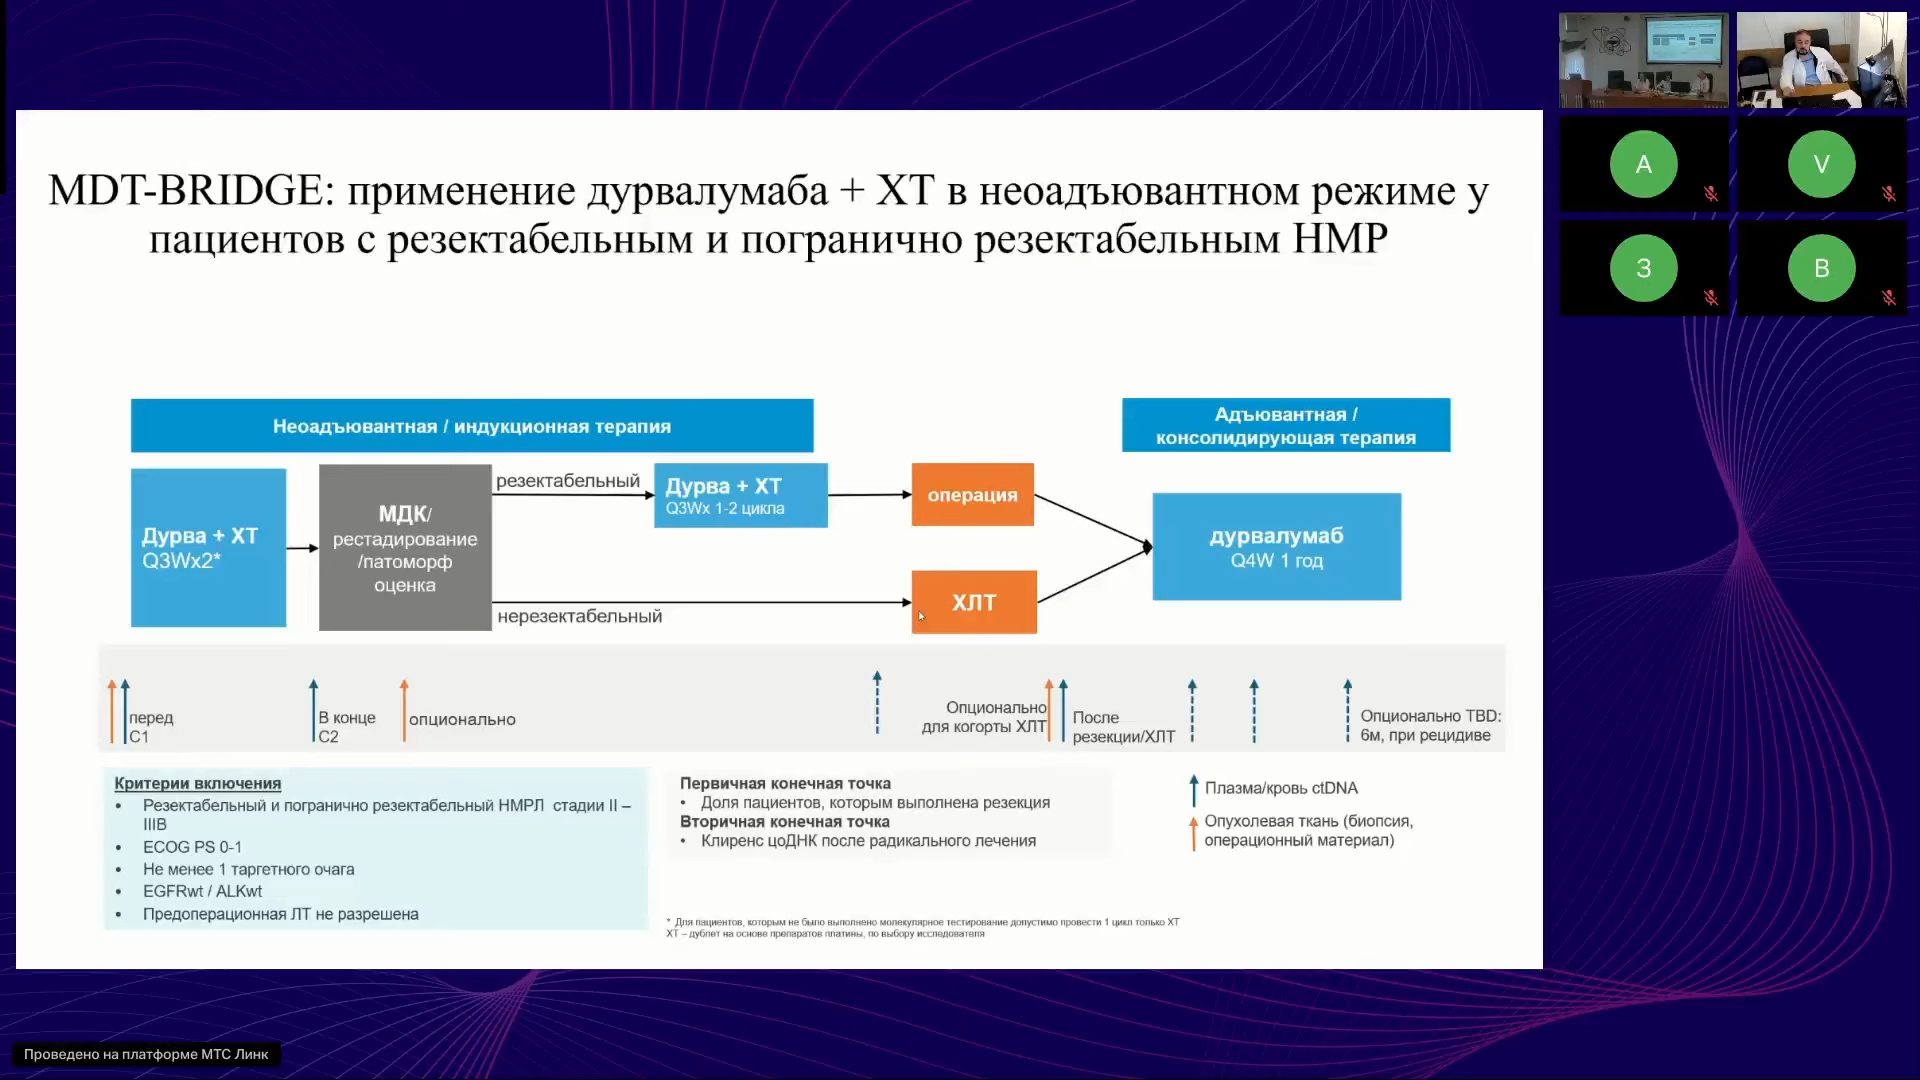 MDT-BRIDGE: применение дурвалумаба + ХТ в неоадъювантном режиме у
пациентов с резектабельным и погранично резектабельным НМР
Неоадъювантная / индукционная терапия
Адъювантная /
консолидирующая терапия
Дурва + ХТ
Q3Wx2*
МДК/
рестадирование
/патоморф
оценка
резектабельный
нерезектабельный
Дурва + ХТ
Q3Wx 1-2 цикла
операция
ХЛТ
дурвалумаб
Q4W 1 год
перед
С1
В конце
С2
опционально
Опционально
для когорты ХЛТ
После
резекции/ХЛТ
Опционально TBD:
6м, при рецидиве
Критерии включения
• Резектабельный и погранично резектабельный НМРЛ стадии II –
IIIB
• ECOG PS 0-1
• Не менее 1 таргетного очага
• EGFRwt / ALKwt
• Предоперационная ЛТ не разрешена
Первичная конечная точка
• Доля пациентов, которым выполнена резекция
Вторичная конечная точка
• Клиренс цоДНК после радикального лечения
Плазма/кровь ctDNA
Опухолевая ткань (биопсия,
операционный материал)
* Для пациентов, которым не было выполнено молекулярное тестирование допустимо провести 1 цикл только ХТ
ХТ – дублет на основе препаратов платины, по выбору исследователя
A
V
З
В
Проведено на платформе МТС Линк